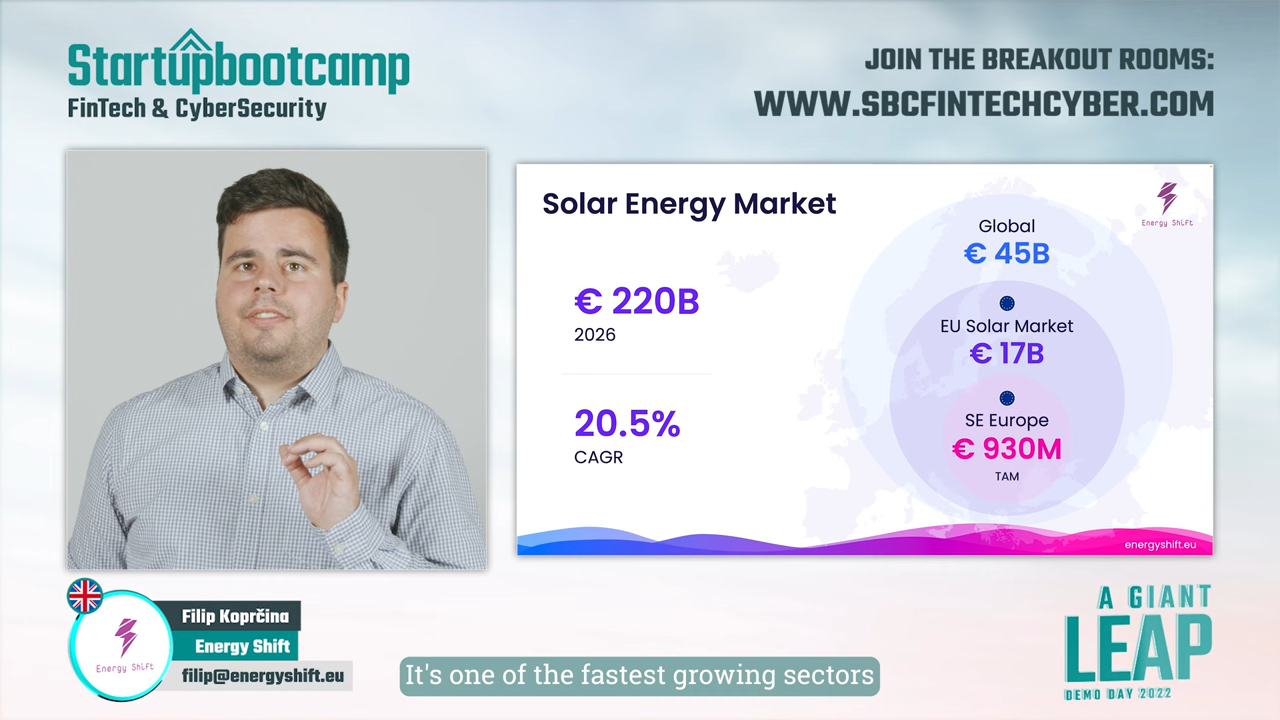 Startupbootcamp
FinTech & CyberSecurity
JOIN THE BREAKOUT ROOMS:
WWW.SBCFINTECHCYBER.COM
Solar Energy Market
€ 220B
2026
20.5%
CAGR
Global
€ 45B
EU Solar Market
€ 17B
SE Europe
€ 930M
TAM
Energy Shift
energyshift.eu
Energy Shift
Filip Koprčina
Energy Shift
filip@energyshift.eu
It's one of the fastest growing sectors
A GIANT
LEAP
DEMO DAY 2022